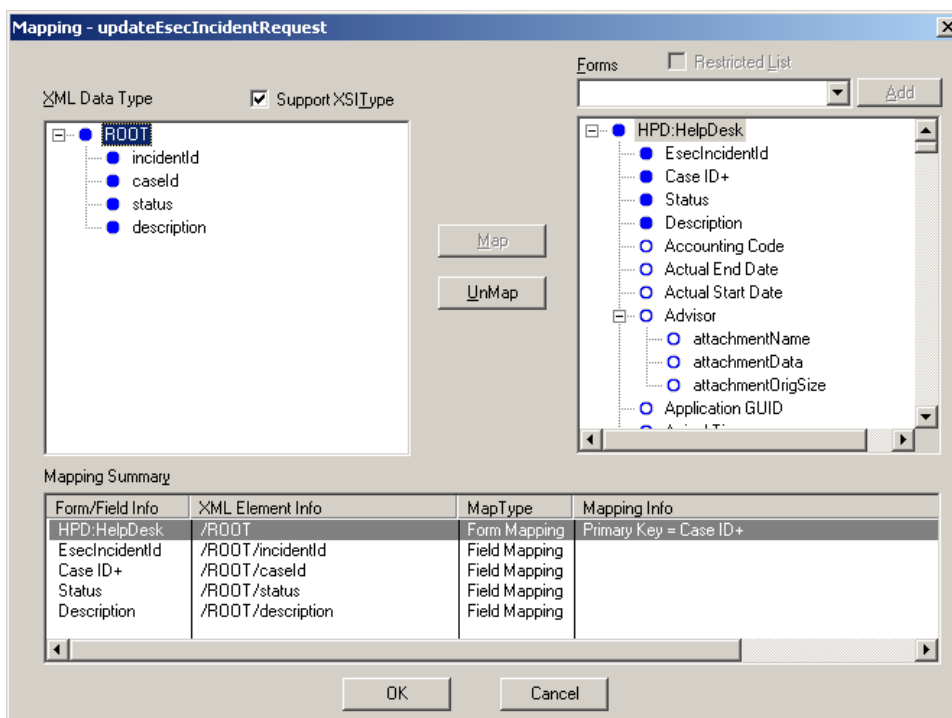 Mapping - updateEsecIncidentRequest
Forms
Restricted List
XML Data Type
Support XSIType
Add
ROOT
incidentId
caseId
status
description
Map
UnMap
HPD:HelpDesk
EsecIncidentId
Case ID+
Status
Description
Accounting Code
Actual End Date
Actual Start Date
Advisor
attachmentName
attachmentData
attachmentOrigSize
Application GUID
Mapping Summary
Form/Field Info XML Element Info MapType Mapping Info
HPD:HelpDesk /ROOT Form Mapping Primary Key = Case ID+
EsecIncidentId /ROOT/incidentId Field Mapping
Case ID+ /ROOT/caseId Field Mapping
Status /ROOT/status Field Mapping
Description /ROOT/description Field Mapping
OK Cancel